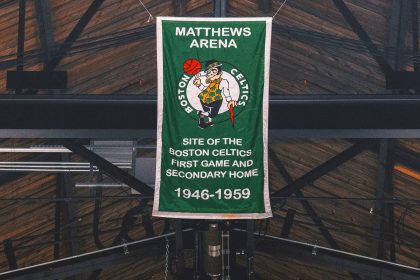 MATTHEWS
ARENA
BOSTON CELTICS
SITE OF THE
BOSTON CELTICS
FIRST GAME AND
SECONDARY HOME
1946-1959